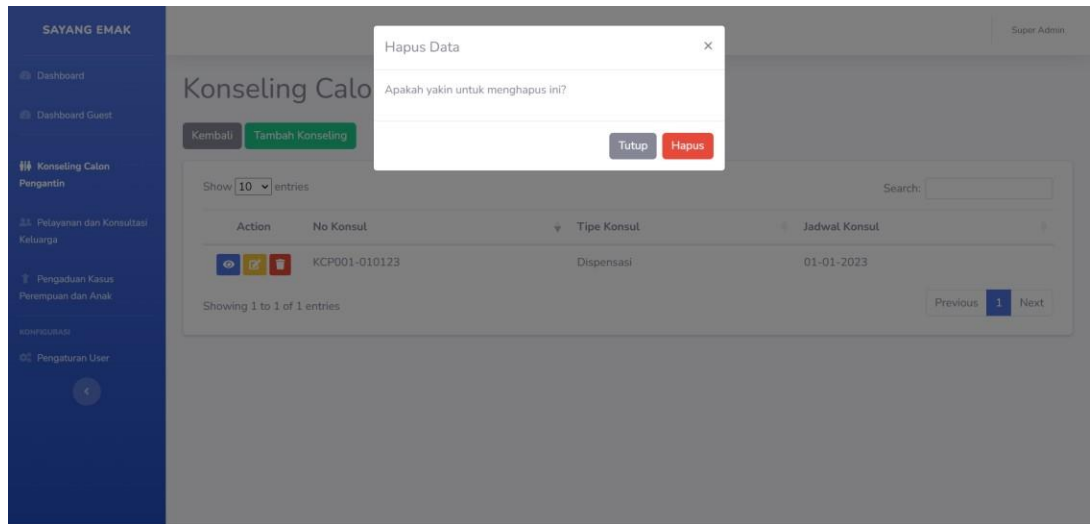 SAYANG EMAK
Dashboard
Dashboard Guest
Konseling Calon
Pengantin
Pelayanan dan Konsultasi
Keluarga
Pengaduan Kasus
Perempuan dan Anak
KONFIGURASI
Pengaturan User
Super Admin
Hapus Data ×
Apakah yakin untuk menghapus ini?
Tutup Hapus
Konseling Calo
Kembali Tambah Konseling
Show 10 entries Search:
Action No Konsul Tipe Konsul Jadwal Konsul
KCP001-010123 Dispensasi 01-01-2023
Showing 1 to 1 of 1 entries Previous 1 Next